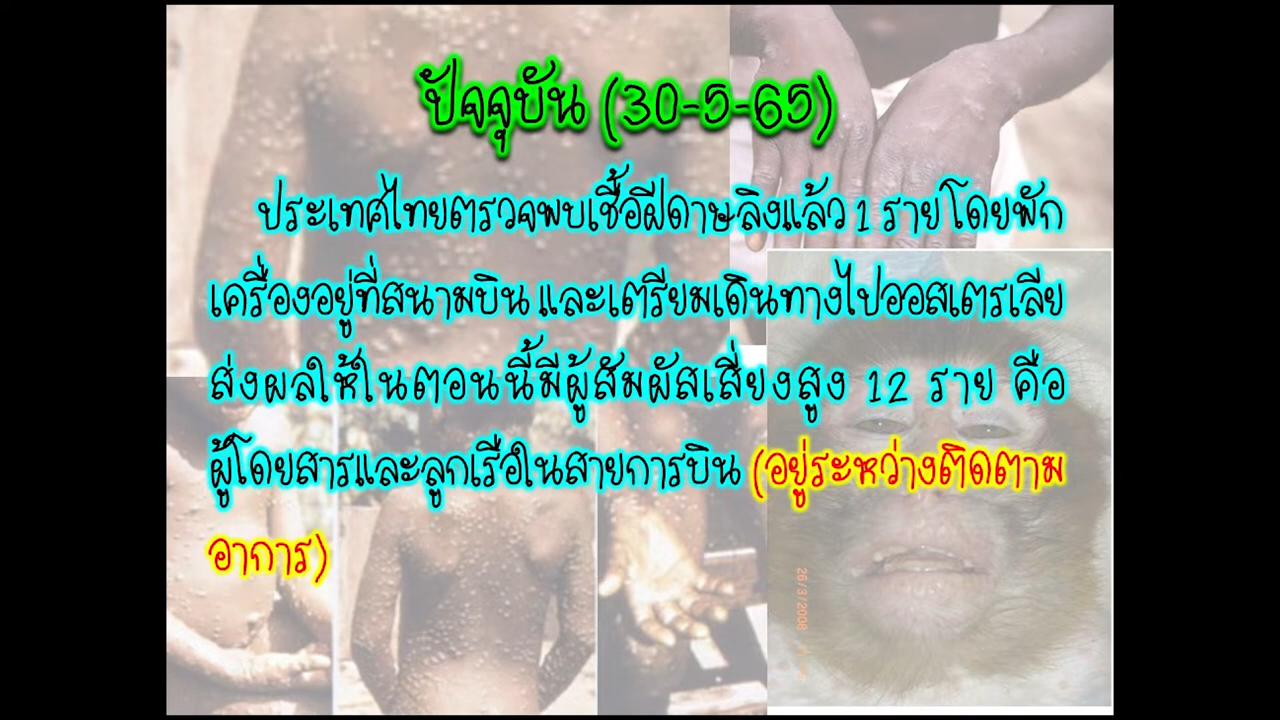 ปัจจุบัน (30-5-65)
ประเทศไทยตรวจพบเชื้อฝีดาษลิงแล้ว 1 ราย โดยพัก
เครื่องอยู่ที่สนามบิน และเตรียมเดินทางไปออสเตรเลีย
ส่งผลให้ในตอนนี้มีผู้สัมผัสเสี่ยงสูง 12 ราย คือ
ผู้โดยสารและลูกเรือในสายการบิน (อยู่ระหว่างติดตาม
อาการ)
26/3/2008